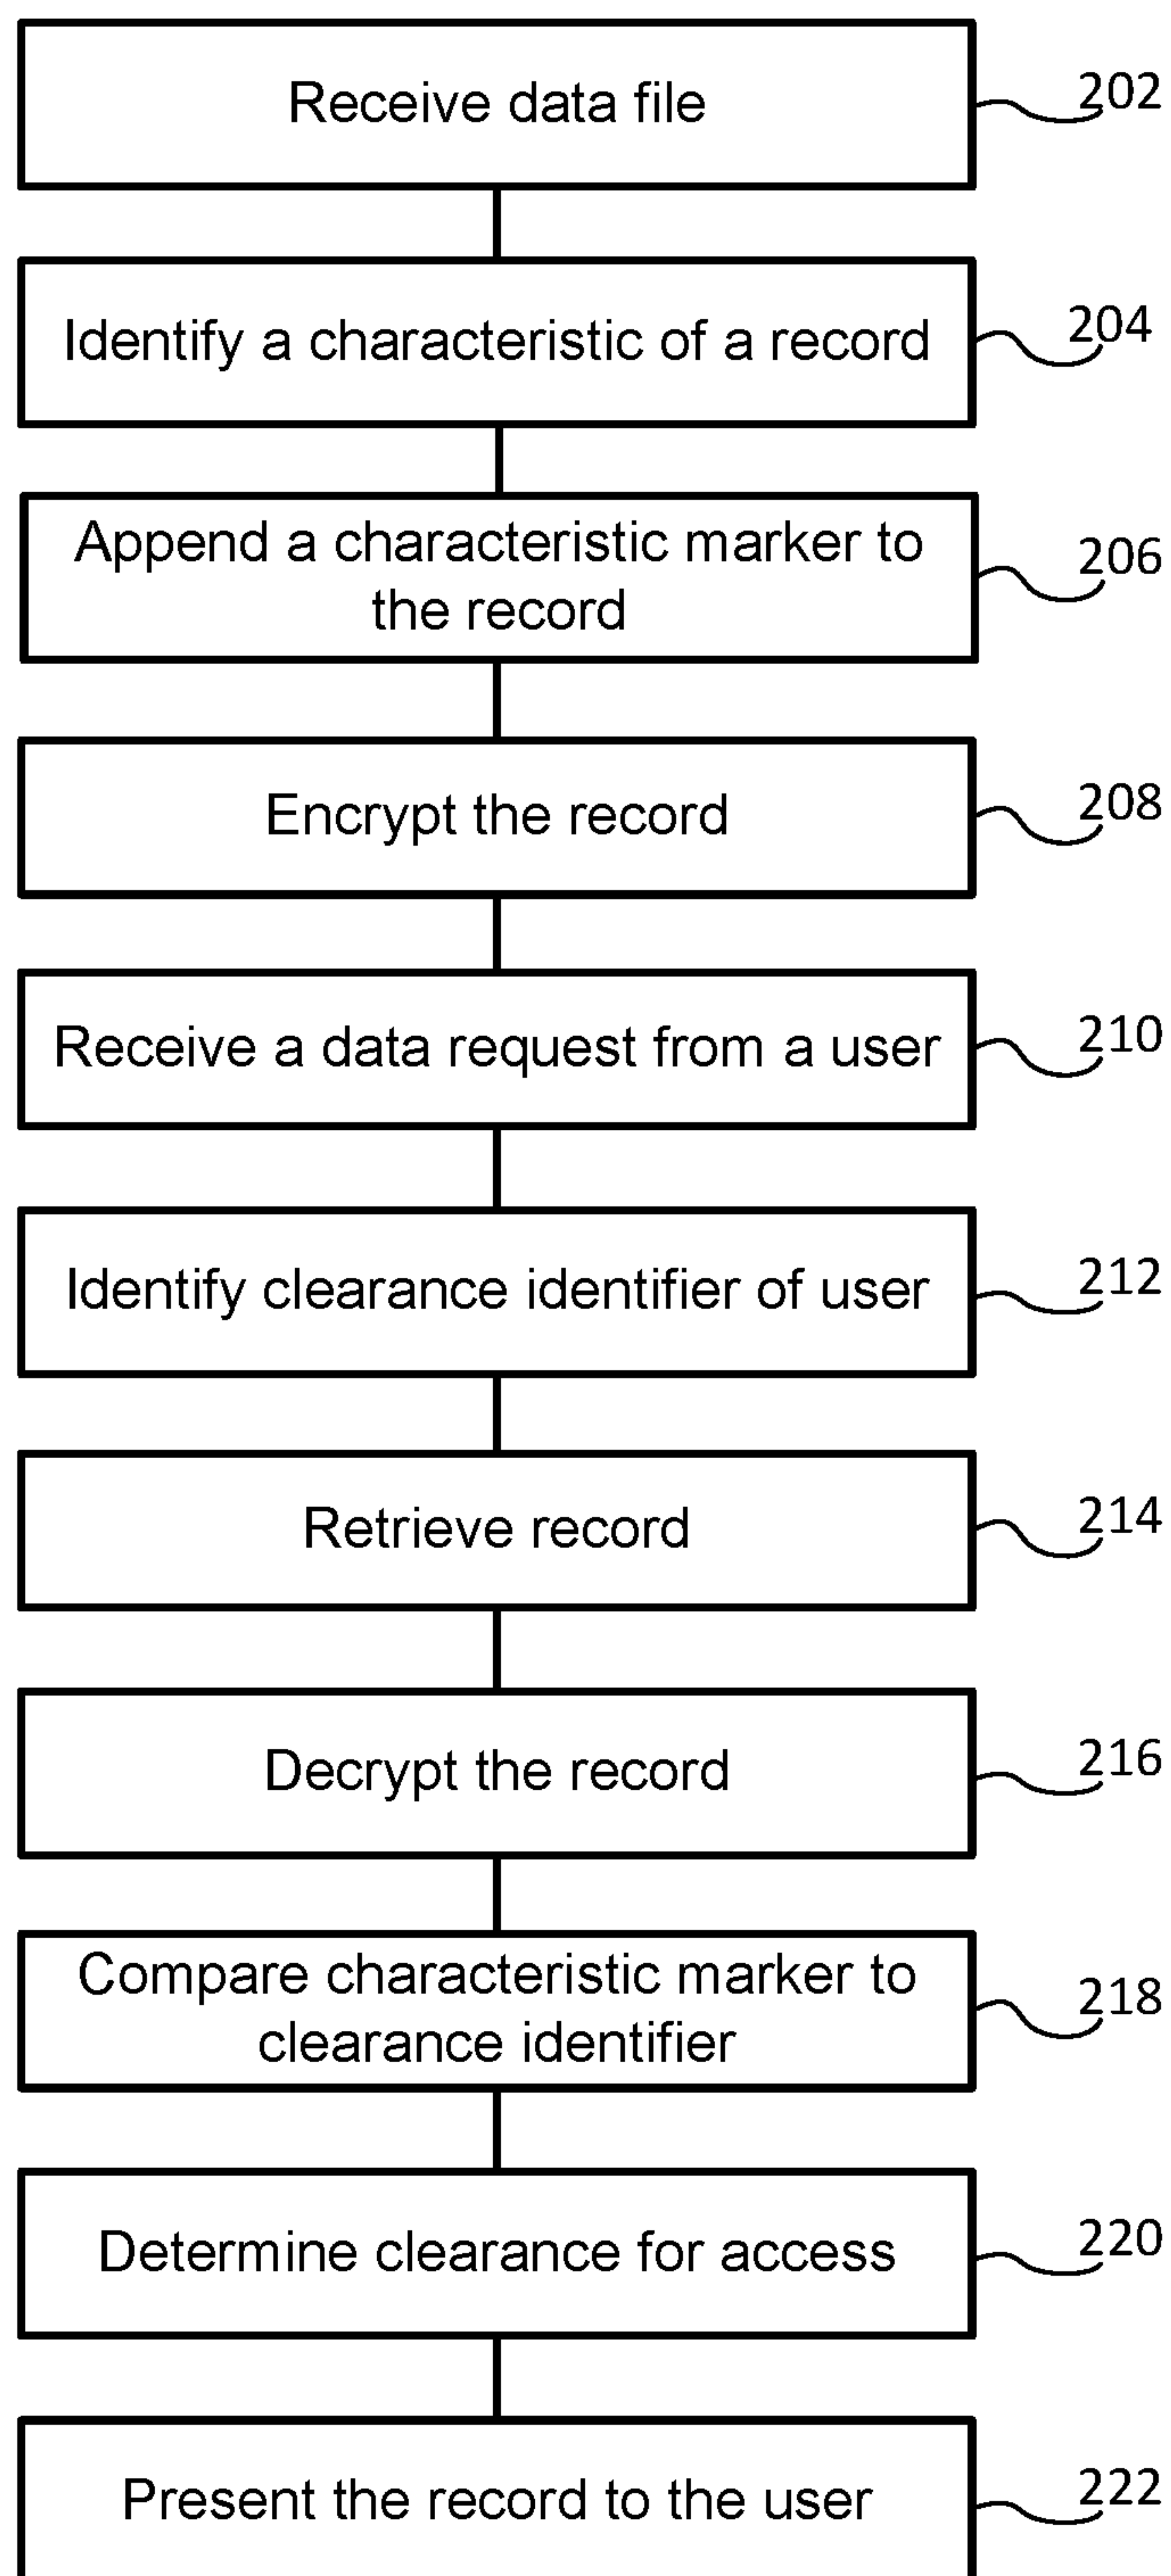 Receive data file
202
Identify a characteristic of a record
204
Append a characteristic marker to
the record
206
Encrypt the record
208
Receive a data request from a user
210
Identify clearance identifier of user
212
Retrieve record
214
Decrypt the record
216
Compare characteristic marker to
clearance identifier
218
Determine clearance for access
220
Present the record to the user
222